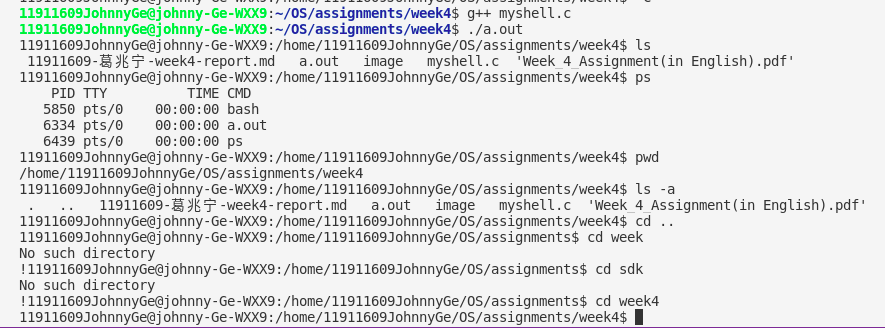 11911609JohnnyGe@johnny-Ge-WXX9:~/OS/assignments/week4$ g++ myshell.c
11911609JohnnyGe@johnny-Ge-WXX9:~/OS/assignments/week4$ ./a.out
11911609JohnnyGe@johnny-Ge-WXX9:/home/11911609JohnnyGe/OS/assignments/week4$ ls
11911609-葛兆宁-week4-report.md   a.out   image   myshell.c  'Week_4_Assignment(in English).pdf'
11911609JohnnyGe@johnny-Ge-WXX9:/home/11911609JohnnyGe/OS/assignments/week4$ ps
PID TTY          TIME CMD
5850 pts/0    00:00:00 bash
6334 pts/0    00:00:00 a.out
6439 pts/0    00:00:00 ps
11911609JohnnyGe@johnny-Ge-WXX9:/home/11911609JohnnyGe/OS/assignments/week4$ pwd
/home/11911609JohnnyGe/OS/assignments/week4
11911609JohnnyGe@johnny-Ge-WXX9:/home/11911609JohnnyGe/OS/assignments/week4$ ls -a
.   ..   11911609-葛兆宁-week4-report.md   a.out   image   myshell.c  'Week_4_Assignment(in English).pdf'
11911609JohnnyGe@johnny-Ge-WXX9:/home/11911609JohnnyGe/OS/assignments/week4$ cd ..
11911609JohnnyGe@johnny-Ge-WXX9:/home/11911609JohnnyGe/OS/assignments$ cd week
No such directory
!11911609JohnnyGe@johnny-Ge-WXX9:/home/11911609JohnnyGe/OS/assignments$ cd sdk
No such directory
!11911609JohnnyGe@johnny-Ge-WXX9:/home/11911609JohnnyGe/OS/assignments$ cd week4
11911609JohnnyGe@johnny-Ge-WXX9:/home/11911609JohnnyGe/OS/assignments/week4$